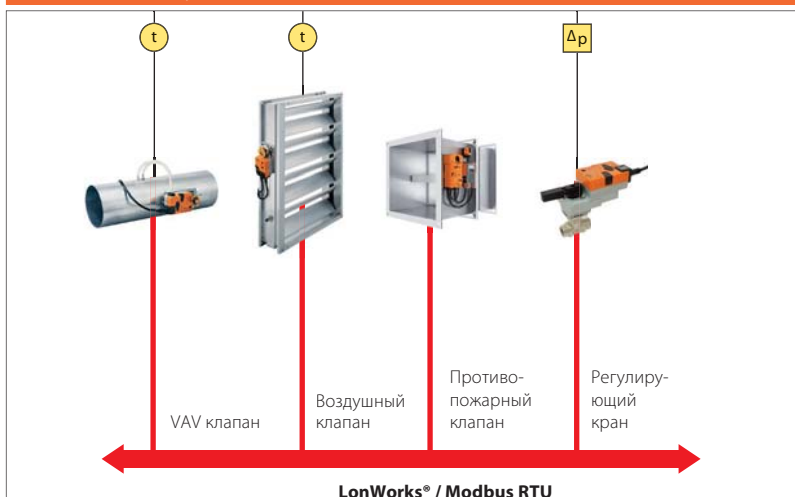 t
t
Δp
VAV клапан
Воздушный
клапан
Противо-
пожарный
клапан
Регулиру-
ющий
кран
LonWorks® / Modbus RTU